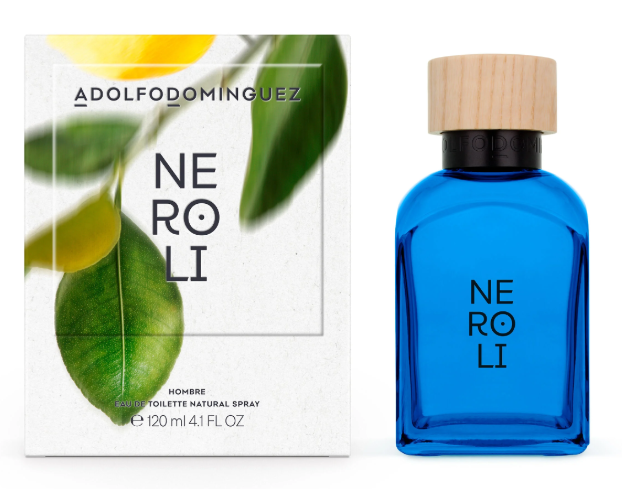 ADOLFODOMINGUEZ
NE
RO
LI
HOMBRE
EAU DE TOILETTE NATURAL SPRAY
℮ 120 ml 4.1 FL OZ
NE
RO
LI